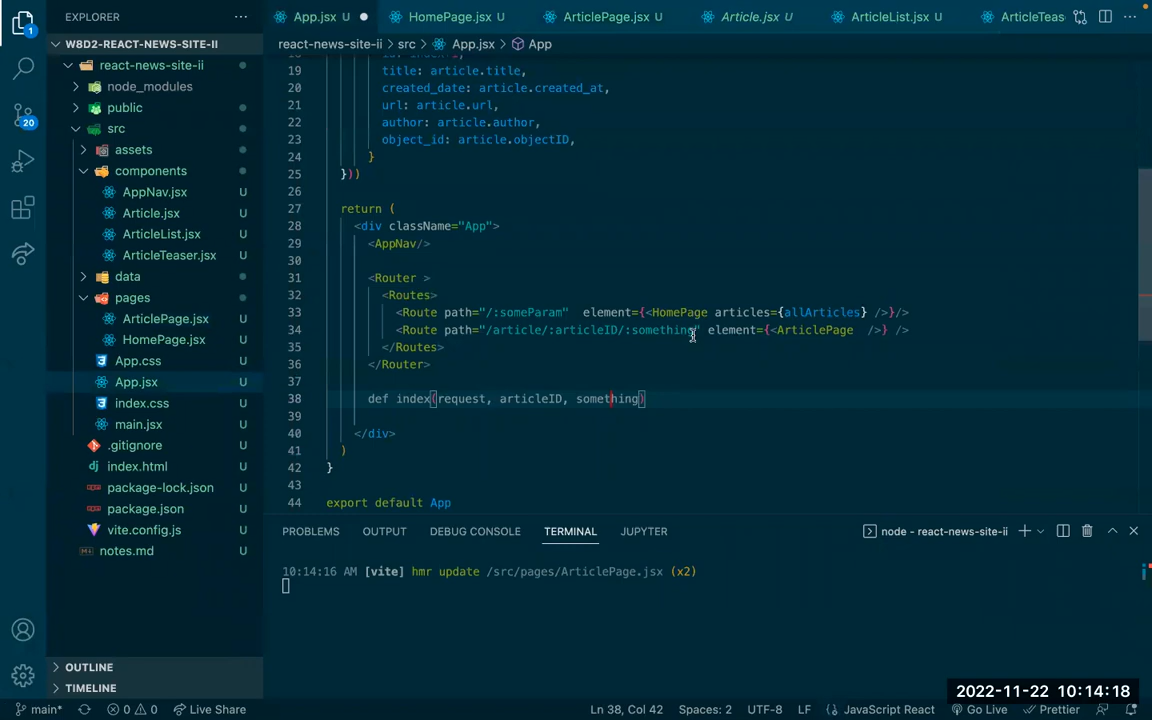 EXPLORER
App.jsx U
HomePage.jsx U
ArticlePage.jsx U
Article.jsx U
ArticleList.jsx U
ArticleTeas
W8D2-REACT-NEWS-SITE-II
react-news-site-ii > src > App.jsx > App
react-news-site-ii
node_modules
public
src
assets
components
AppNav.jsx U
Article.jsx U
ArticleList.jsx U
ArticleTeaser.jsx U
data
pages
ArticlePage.jsx U
HomePage.jsx U
App.css U
App.jsx U
index.css U
main.jsx U
.gitignore U
index.html U
package-lock.json U
package.json U
vite.config.js U
notes.md U
OUTLINE
TIMELINE
1
20
19 title: article.title,
20 created_date: article.created_at,
21 url: article.url,
22 author: article.author,
23 object_id: article.objectID,
24 }
25 }))
26
27 return (
28 <div className="App">
29 <AppNav/>
30
31 <Router >
32 <Routes>
33 <Route path="/:someParam" element={<HomePage articles={allArticles} />}/>
34 <Route path="/article/:articleID/:something" element={<ArticlePage />} />
35 </Routes>
36 </Router>
37
38 def index(request, articleID, something)
39
40 </div>
41 )
42 }
43
44 export default App
PROBLEMS OUTPUT DEBUG CONSOLE TERMINAL JUPYTER
node - react-news-site-ii
10:14:16 AM [vite] hmr update /src/pages/ArticlePage.jsx (x2)
2022-11-22 10:14:18
main* 0 0 Live Share
Ln 38, Col 42 Spaces: 2 UTF-8 LF JavaScript React Go Live Prettier